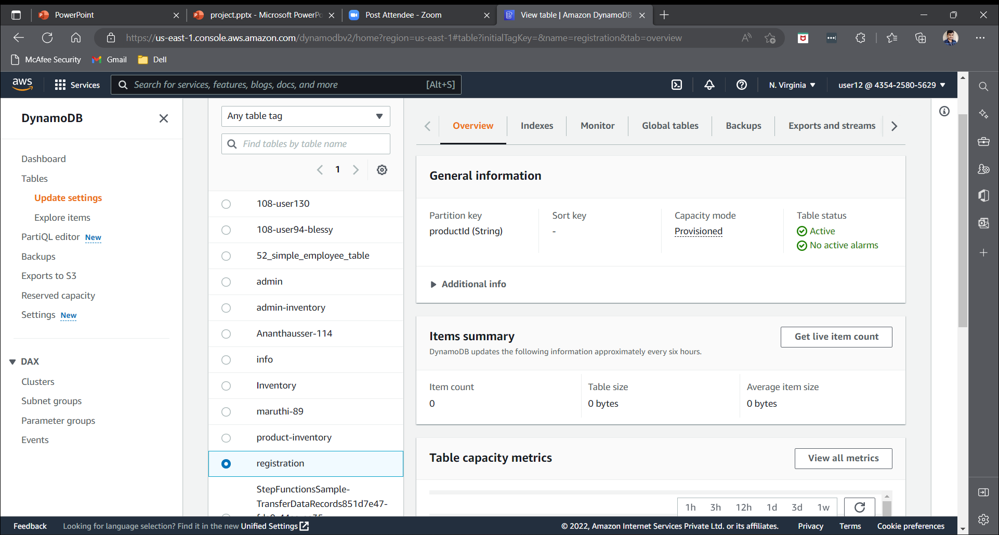 PowerPoint
project.pptx - Microsoft PowerPo
Post Attendee - Zoom
View table | Amazon DynamoDB
https://us-east-1.console.aws.amazon.com/dynamodbv2/home?region=us-east-1#table?initialTagKey=&name=registration&tab=overview
McAfee Security
Gmail
Dell
aws
Services
Search for services, features, blogs, docs, and more
[Alt+S]
N. Virginia
user12 @ 4354-2580-5629
DynamoDB
Dashboard
Tables
Update settings
Explore items
PartiQL editor New
Backups
Exports to S3
Reserved capacity
Settings New
DAX
Clusters
Subnet groups
Parameter groups
Events
Any table tag
Find tables by table name
1
108-user130
108-user94-blessy
52_simple_employee_table
admin
admin-inventory
Ananthausser-114
info
Inventory
maruthi-89
product-inventory
registration
StepFunctionsSample-
TransferDataRecords851d7e47-
Overview
Indexes
Monitor
Global tables
Backups
Exports and streams
General information
Partition key
productId (String)
Sort key
-
Capacity mode
Provisioned
Table status
Active
No active alarms
Additional info
Items summary
Get live item count
DynamoDB updates the following information approximately every six hours.
Item count
0
Table size
0 bytes
Average item size
0 bytes
Table capacity metrics
View all metrics
1h 3h 12h 1d 3d 1w
Feedback
Looking for language selection? Find it in the new Unified Settings
© 2022, Amazon Internet Services Private Ltd. or its affiliates.
Privacy
Terms
Cookie preferences